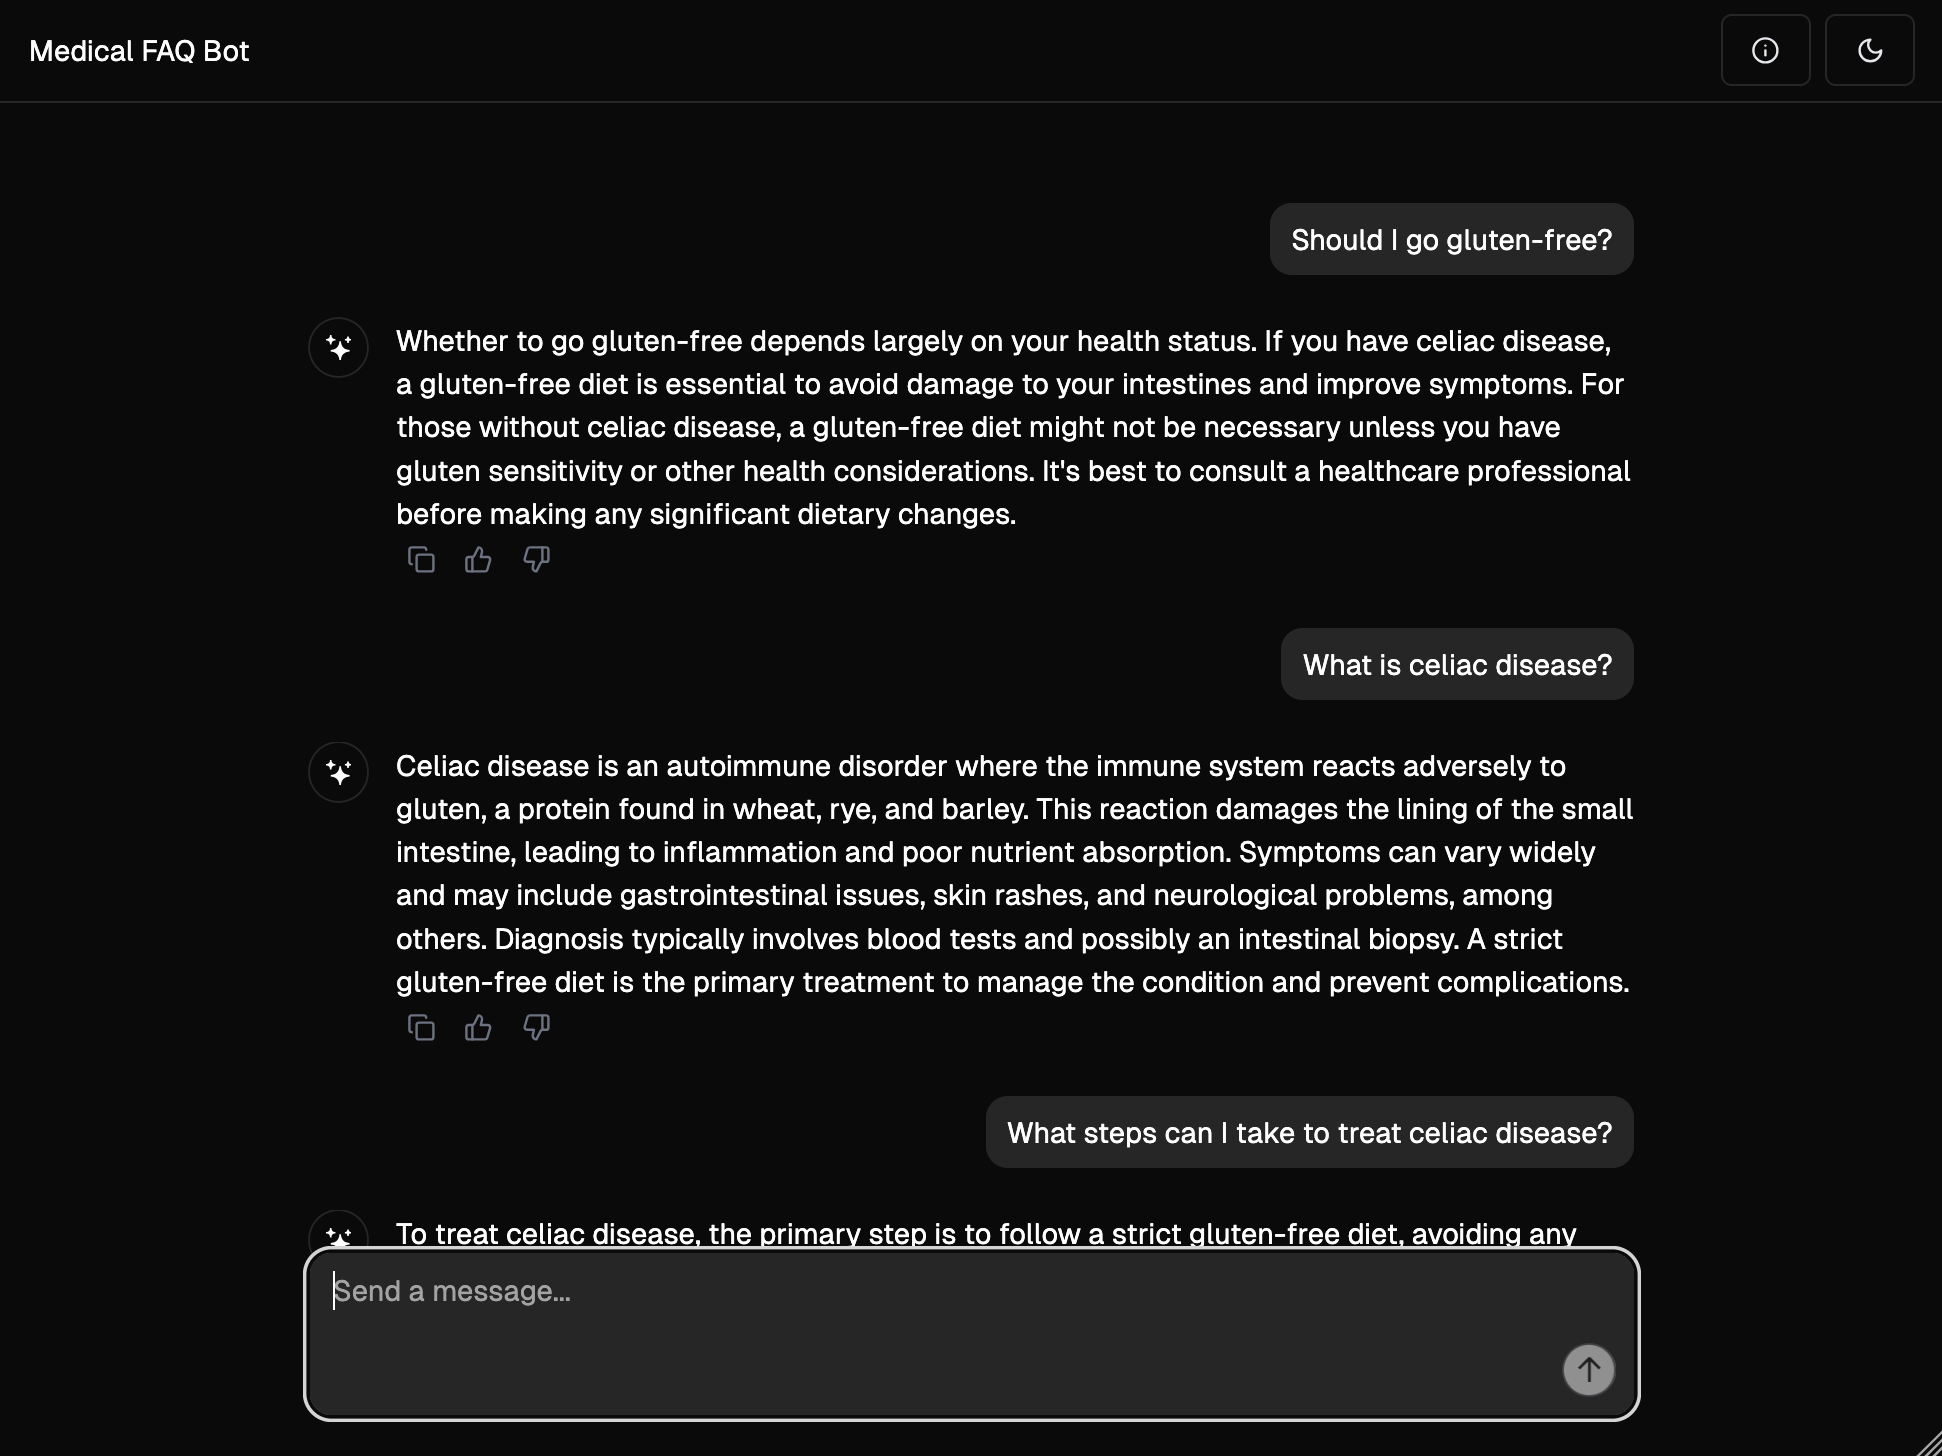 Medical FAQ Bot
Should I go gluten-free?
Whether to go gluten-free depends largely on your health status. If you have celiac disease,
a gluten-free diet is essential to avoid damage to your intestines and improve symptoms. For
those without celiac disease, a gluten-free diet might not be necessary unless you have
gluten sensitivity or other health considerations. It's best to consult a healthcare professional
before making any significant dietary changes.
What is celiac disease?
Celiac disease is an autoimmune disorder where the immune system reacts adversely to
gluten, a protein found in wheat, rye, and barley. This reaction damages the lining of the small
intestine, leading to inflammation and poor nutrient absorption. Symptoms can vary widely
and may include gastrointestinal issues, skin rashes, and neurological problems, among
others. Diagnosis typically involves blood tests and possibly an intestinal biopsy. A strict
gluten-free diet is the primary treatment to manage the condition and prevent complications.
What steps can I take to treat celiac disease?
To treat celiac disease, the primary step is to follow a strict gluten-free diet, avoiding any
Send a message...